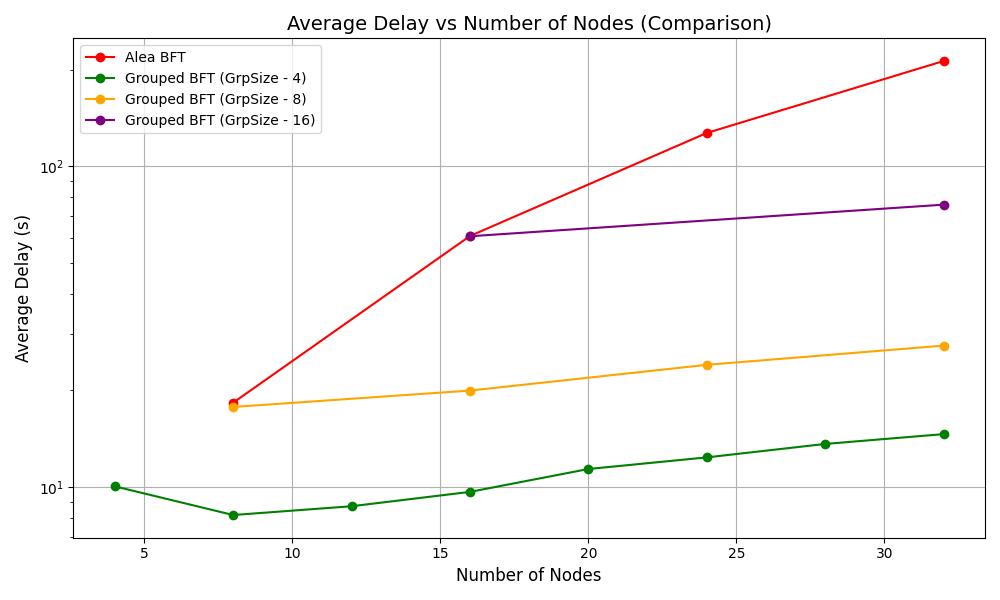 Average Delay vs Number of Nodes (Comparison)
Alea BFT
Grouped BFT (GrpSize - 4)
Grouped BFT (GrpSize - 8)
Grouped BFT (GrpSize - 16)
Average Delay (s)
10²
10¹
5 10 15 20 25 30
Number of Nodes